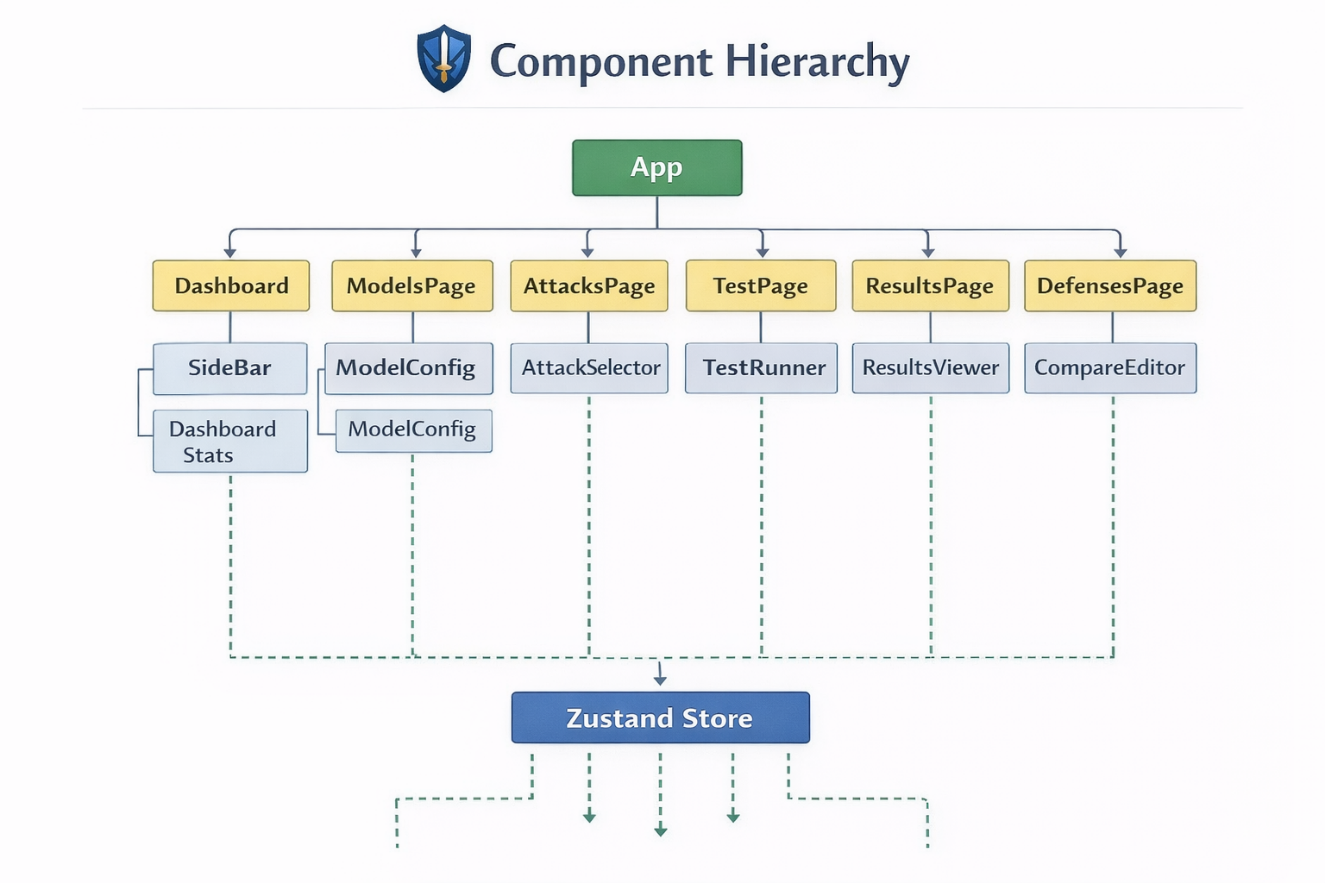 Component Hierarchy
App
Dashboard
ModelsPage
AttacksPage
TestPage
ResultsPage
DefensesPage
SideBar
ModelConfig
AttackSelector
TestRunner
ResultsViewer
CompareEditor
Dashboard
Stats
ModelConfig
Zustand Store